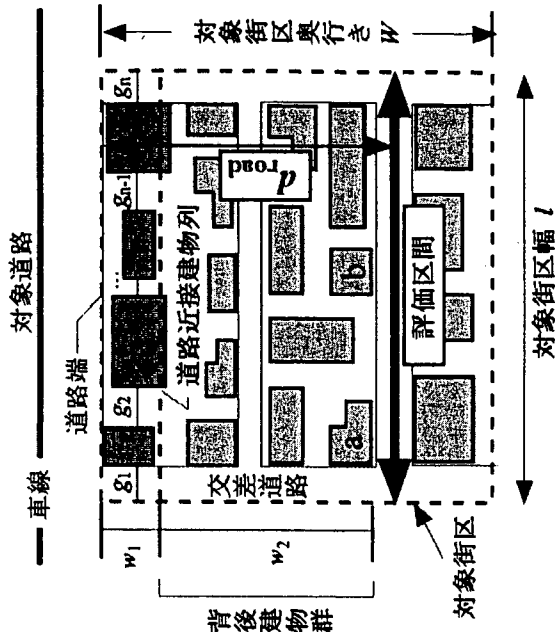 対象道路
車線
道路端
g₁
g₂
...
gₙ₋₁
gₙ
w₁
道路近接建物列
対象街区奥行き W
d road
交差道路
w₂
背後建物群
a
b
評価区間
対象街区
対象街区幅 l